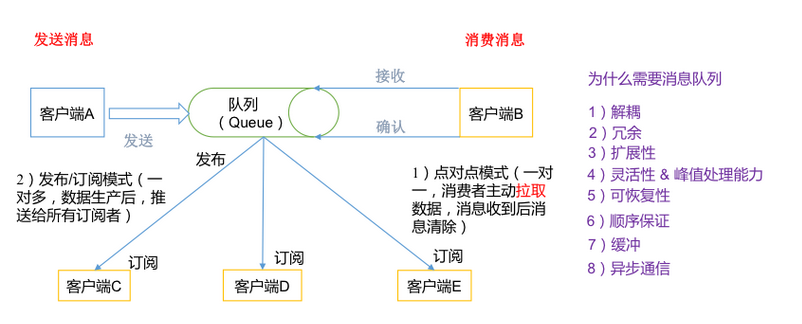 发送消息
消费消息
客户端A
发送
队列
（Queue）
接收
确认
客户端B
发布
2）发布/订阅模式（一
对多，数据生产后，推
送给所有订阅者）
1）点对点模式（一对
一，消费者主动拉取
数据，消息收到后消
息清除）
订阅
订阅
订阅
客户端C
客户端D
客户端E
为什么需要消息队列
1）解耦
2）冗余
3）扩展性
4）灵活性 & 峰值处理能力
5）可恢复性
6）顺序保证
7）缓冲
8）异步通信